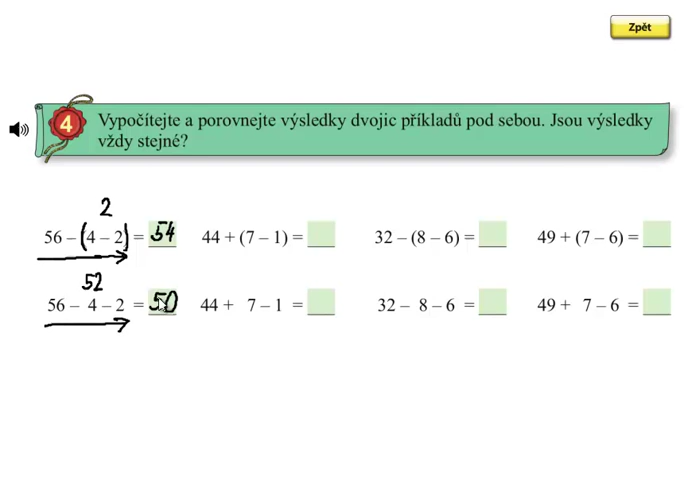 Zpět
4 Vypočítejte a porovnejte výsledky dvojic příkladů pod sebou. Jsou výsledky
vždy stejné?
2
56 – (4 – 2) = 54 44 + (7 – 1) = 32 – (8 – 6) = 49 + (7 – 6) =
52
56 – 4 – 2 = 50 44 + 7 – 1 = 32 – 8 – 6 = 49 + 7 – 6 =